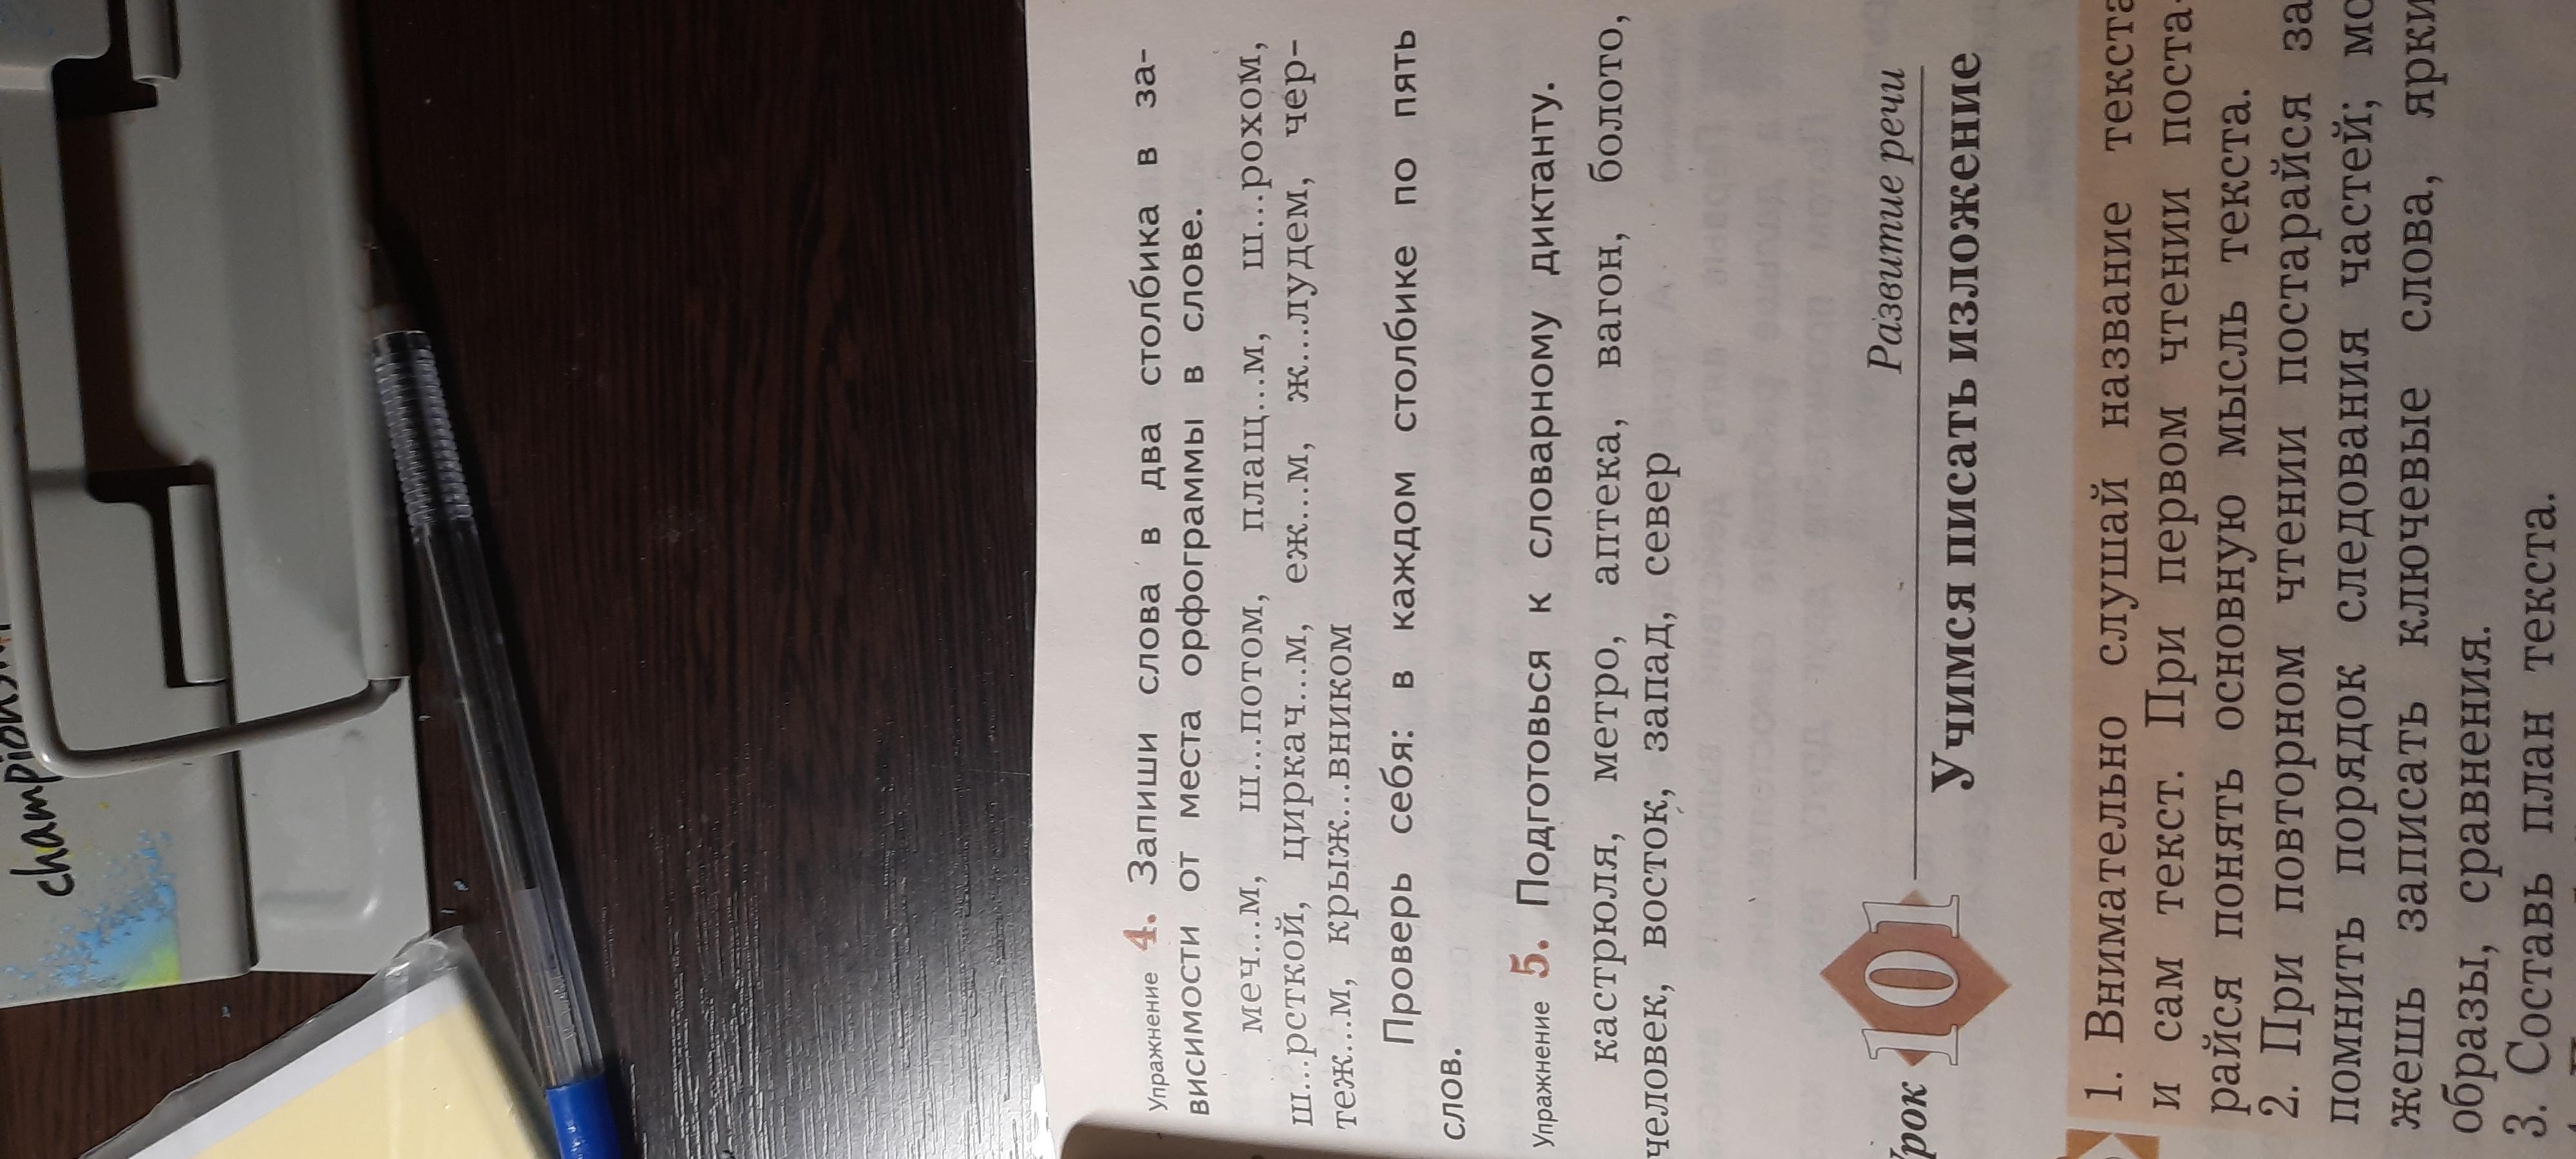 champion
Упражнение 4. Запиши слова в два столбика в за-
висимости от места орфограммы в слове.
меч...м, ш...потом, плащ...м, ш...рохом,
ш...рсткой, циркач...м, еж...м, ж...лудем, чер-
теж...м, крыж...вником
Проверь себя: в каждом столбике по пять
слов.
Упражнение 5. Подготовься к словарному диктанту.
кастрюля, метро, аптека, вагон, болото,
человек, восток, запад, север
Развитие речи
Урок 101 Учимся писать изложение
1. Внимательно слушай название текста
и сам текст. При первом чтении поста-
райся понять основную мысль текста.
2. При повторном чтении постарайся за
помнить порядок следования частей; мо
жешь записать ключевые слова, ярки
образы, сравнения.
3. Составь план текста.